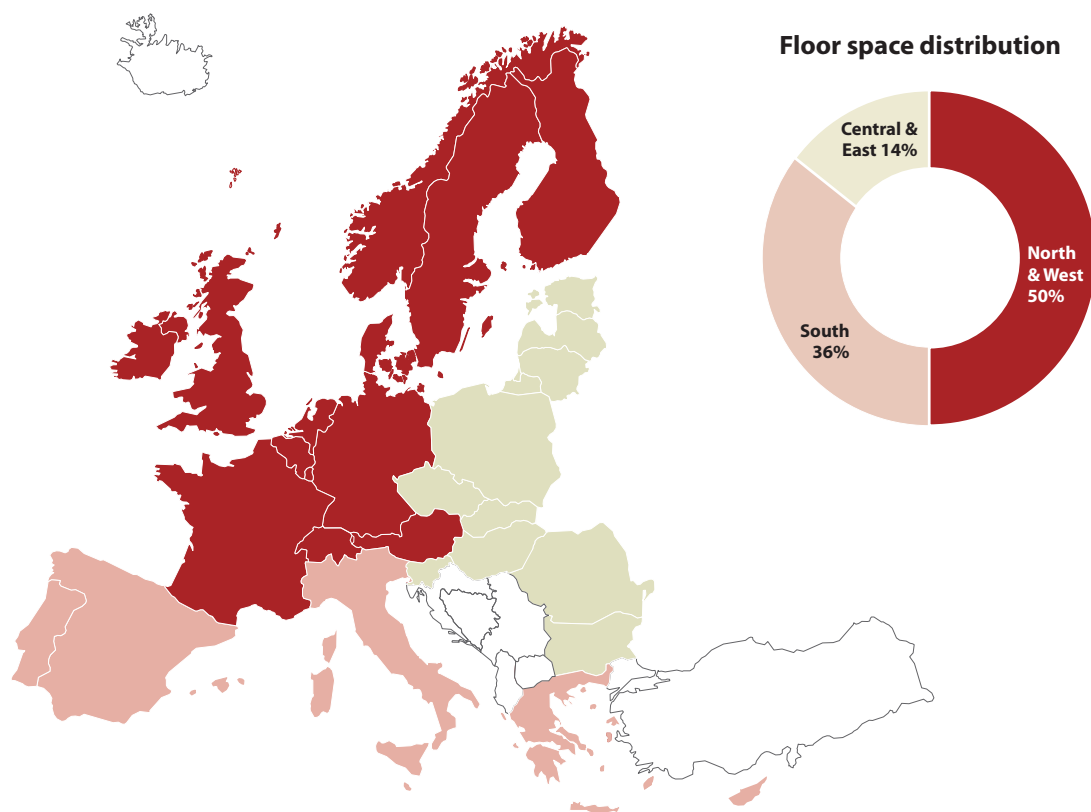 Floor space distribution
Central &
East 14%
North
& West
50%
South
36%